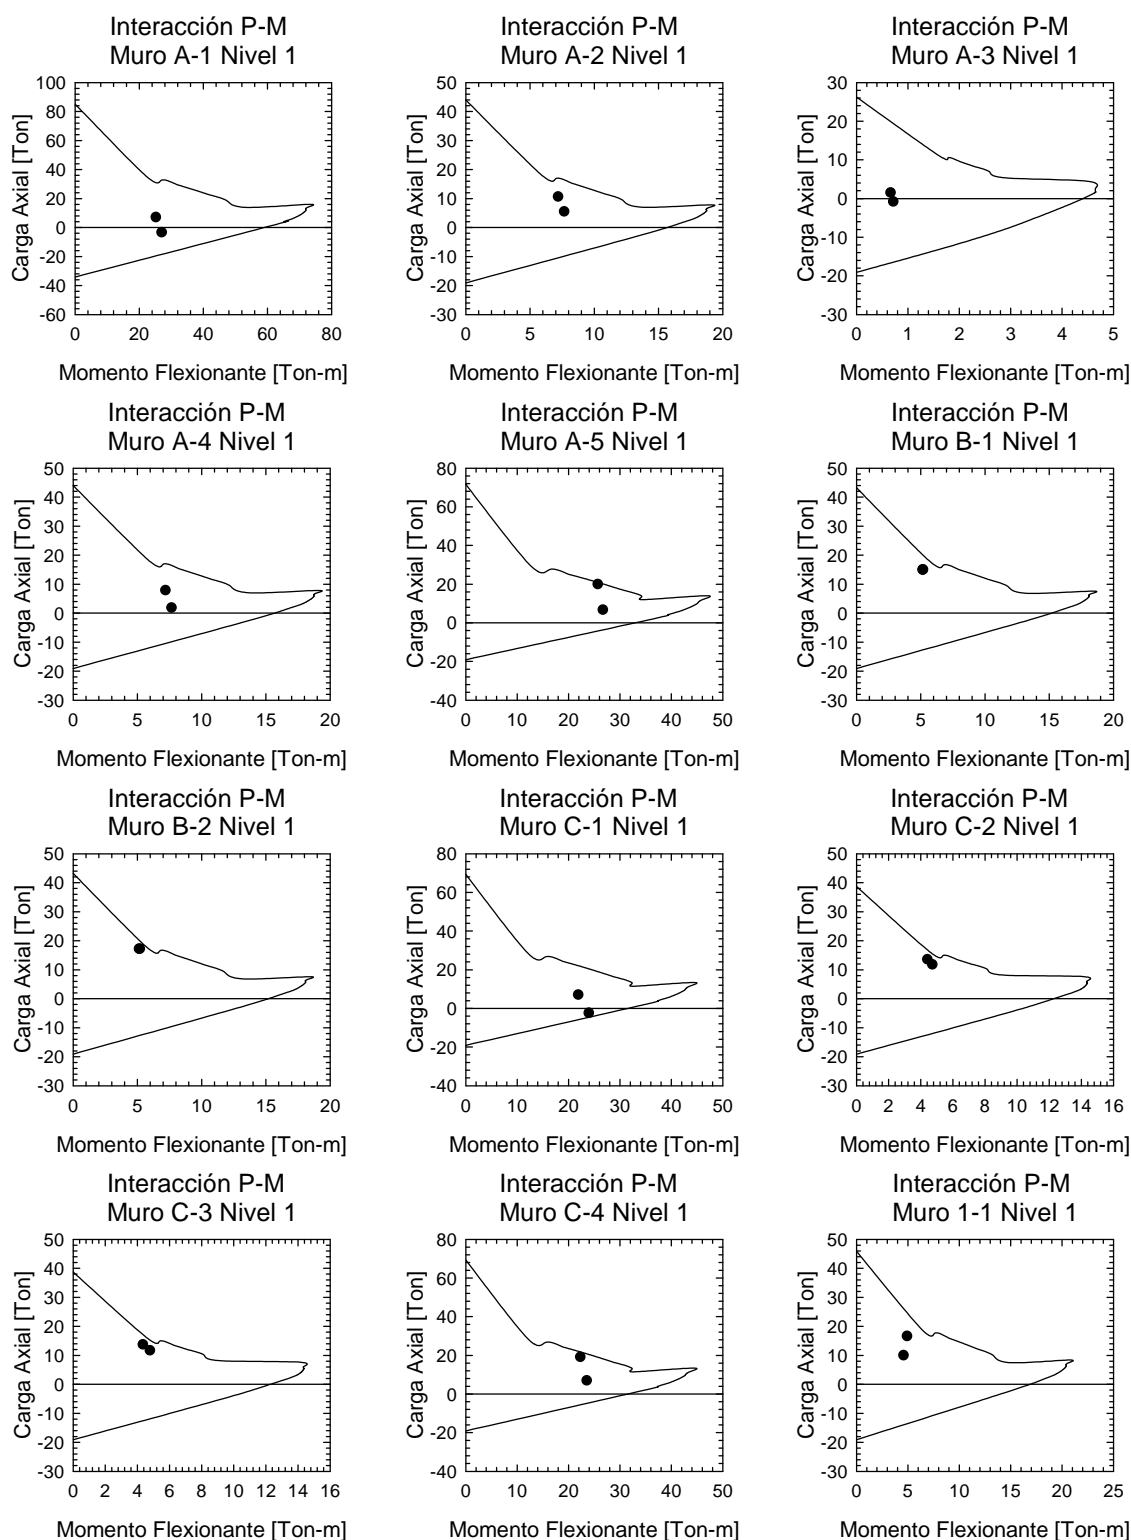 Interacción P-M
Muro A-1 Nivel 1
Carga Axial [Ton]
100
80
60
40
20
0
-20
-40
-60
0 20 40 60 80
Momento Flexionante [Ton-m]
Interacción P-M
Muro A-2 Nivel 1
Carga Axial [Ton]
50
40
30
20
10
0
-10
-20
-30
0 5 10 15 20
Momento Flexionante [Ton-m]
Interacción P-M
Muro A-3 Nivel 1
Carga Axial [Ton]
30
20
10
0
-10
-20
-30
0 1 2 3 4 5
Momento Flexionante [Ton-m]
Interacción P-M
Muro A-4 Nivel 1
Carga Axial [Ton]
50
40
30
20
10
0
-10
-20
-30
0 5 10 15 20
Momento Flexionante [Ton-m]
Interacción P-M
Muro A-5 Nivel 1
Carga Axial [Ton]
80
60
40
20
0
-20
-40
0 10 20 30 40 50
Momento Flexionante [Ton-m]
Interacción P-M
Muro B-1 Nivel 1
Carga Axial [Ton]
50
40
30
20
10
0
-10
-20
-30
0 5 10 15 20
Momento Flexionante [Ton-m]
Interacción P-M
Muro B-2 Nivel 1
Carga Axial [Ton]
50
40
30
20
10
0
-10
-20
-30
0 5 10 15 20
Momento Flexionante [Ton-m]
Interacción P-M
Muro C-1 Nivel 1
Carga Axial [Ton]
80
60
40
20
0
-20
-40
0 10 20 30 40 50
Momento Flexionante [Ton-m]
Interacción P-M
Muro C-2 Nivel 1
Carga Axial [Ton]
50
40
30
20
10
0
-10
-20
-30
0 2 4 6 8 10 12 14 16
Momento Flexionante [Ton-m]
Interacción P-M
Muro C-3 Nivel 1
Carga Axial [Ton]
50
40
30
20
10
0
-10
-20
-30
0 2 4 6 8 10 12 14 16
Momento Flexionante [Ton-m]
Interacción P-M
Muro C-4 Nivel 1
Carga Axial [Ton]
80
60
40
20
0
-20
-40
0 10 20 30 40 50
Momento Flexionante [Ton-m]
Interacción P-M
Muro 1-1 Nivel 1
Carga Axial [Ton]
50
40
30
20
10
0
-10
-20
-30
0 5 10 15 20 25
Momento Flexionante [Ton-m]